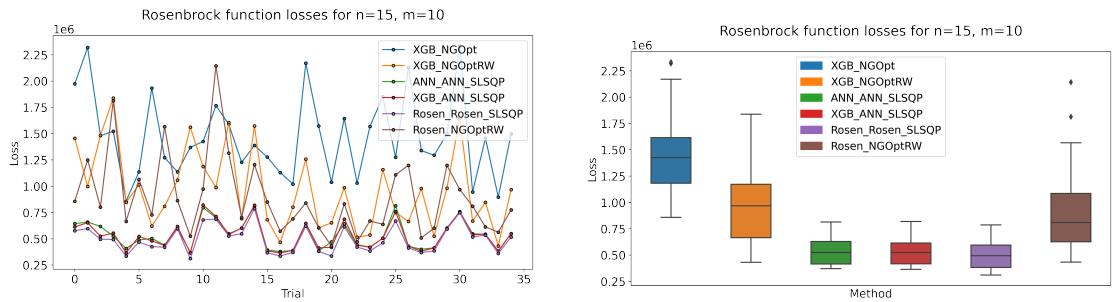 Rosenbrock function losses for n=15, m=10
1e6
2.25
2.00
1.75
1.50
1.25
1.00
0.75
0.50
0.25
Loss
0
5
10
15
20
25
30
35
Trial
XGB_NGOpt
XGB_NGOptRW
ANN_ANN_SLSQP
XGB_ANN_SLSQP
Rosen_Rosen_SLSQP
Rosen_NGOptRW
Rosenbrock function losses for n=15, m=10
1e6
2.25
2.00
1.75
1.50
1.25
1.00
0.75
0.50
0.25
Loss
Method
XGB_NGOpt
XGB_NGOptRW
ANN_ANN_SLSQP
XGB_ANN_SLSQP
Rosen_Rosen_SLSQP
Rosen_NGOptRW